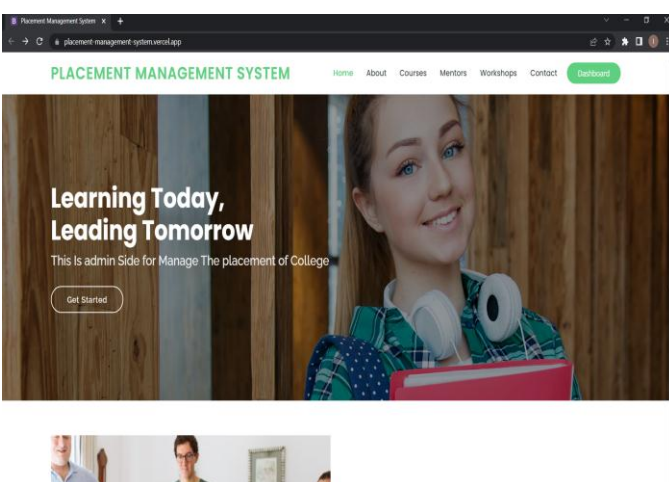 Placement Management System
placement-management-system.vercel.app
PLACEMENT MANAGEMENT SYSTEM
Home About Courses Mentors Workshops Contact Dashboard
Learning Today,
Leading Tomorrow
This Is admin Side for Manage The placement of College
Get Started